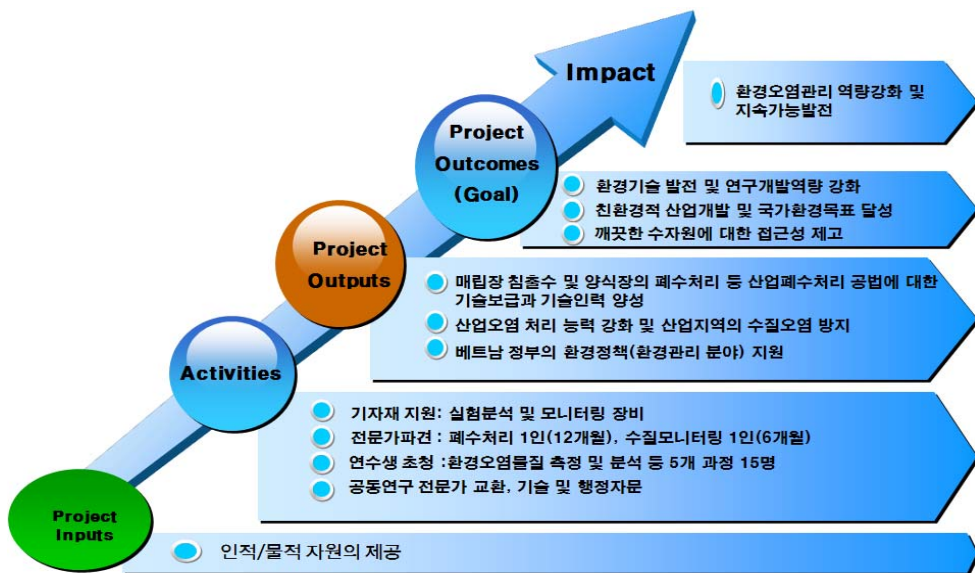 Impact
환경오염관리 역량강화 및
지속가능발전
Project
Outcomes
(Goal)
환경기술 발전 및 연구개발역량 강화
친환경적 산업개발 및 국가환경목표 달성
깨끗한 수자원에 대한 접근성 제고
Project
Outputs
매립장 침출수 및 양식장의 폐수처리 등 산업폐수처리 공법에 대한
기술보급과 기술인력 양성
산업오염 처리 능력 강화 및 산업지역의 수질오염 방지
베트남 정부의 환경정책(환경관리 분야) 지원
Activities
기자재 지원: 실험분석 및 모니터링 장비
전문가파견 : 폐수처리 1인(12개월), 수질모니터링 1인(6개월)
연수생 초청 :환경오염물질 측정 및 분석 등 5개 과정 15명
공동연구 전문가 교환, 기술 및 행정자문
Project
Inputs
인적/물적 자원의 제공